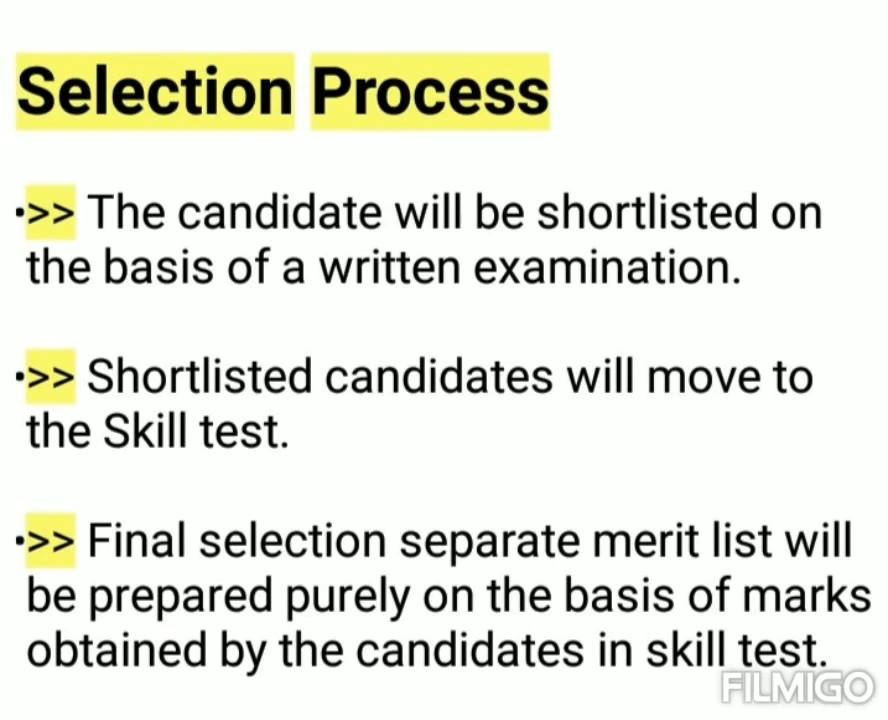 Selection Process
•>> The candidate will be shortlisted on
the basis of a written examination.
•>> Shortlisted candidates will move to
the Skill test.
•>> Final selection separate merit list will
be prepared purely on the basis of marks
obtained by the candidates in skill test.
FILMIGO